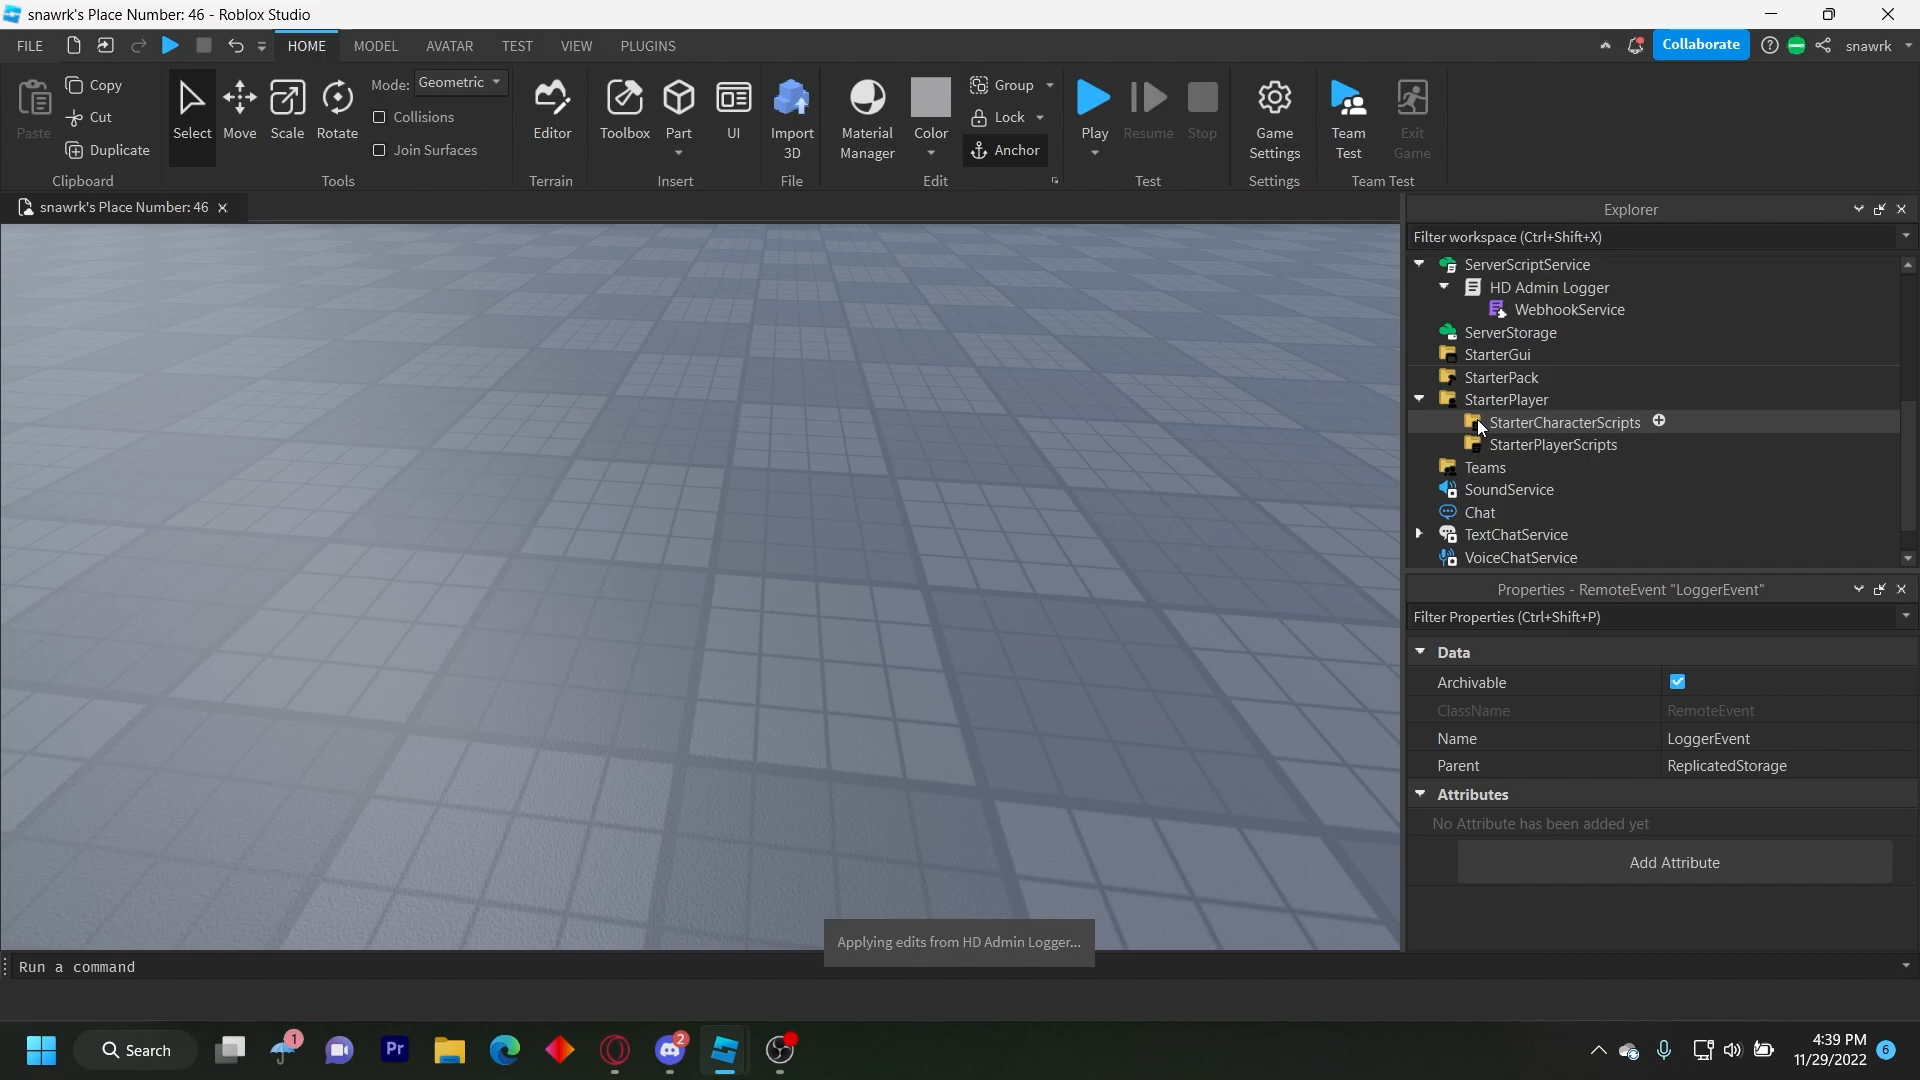 snawrk's Place Number: 46 - Roblox Studio
FILE HOME MODEL AVATAR TEST VIEW PLUGINS Collaborate snawrk
Paste
Copy
Cut
Duplicate
Clipboard
Select Move Scale Rotate
Mode: Geometric
Collisions
Join Surfaces
Tools
Editor
Terrain
Toolbox Part UI
Insert
Import
3D
File
Material
Manager
Color
Group
Lock
Anchor
Edit
Play Resume Stop
Test
Game
Settings
Settings
Team
Test
Exit
Game
Team Test
snawrk's Place Number: 46
Explorer
Filter workspace (Ctrl+Shift+X)
ServerScriptService
HD Admin Logger
WebhookService
ServerStorage
StarterGui
StarterPack
StarterPlayer
StarterCharacterScripts
StarterPlayerScripts
Teams
SoundService
Chat
TextChatService
VoiceChatService
Properties - RemoteEvent "LoggerEvent"
Filter Properties (Ctrl+Shift+P)
Data
Archivable
ClassName RemoteEvent
Name LoggerEvent
Parent ReplicatedStorage
Attributes
No Attribute has been added yet
Add Attribute
Applying edits from HD Admin Logger...
Run a command
Search
1
Pr
2
4:39 PM
11/29/2022
6